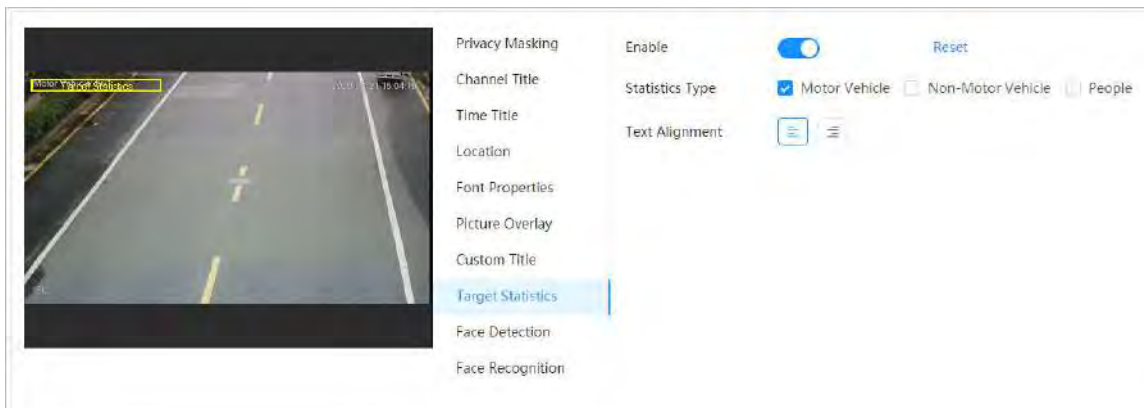 Privacy Masking
Channel Title
Time Title
Location
Font Properties
Picture Overlay
Custom Title
Target Statistics
Face Detection
Face Recognition
Enable
Reset
Statistics Type
Motor Vehicle
Non-Motor Vehicle
People
Text Alignment
Target Statistics